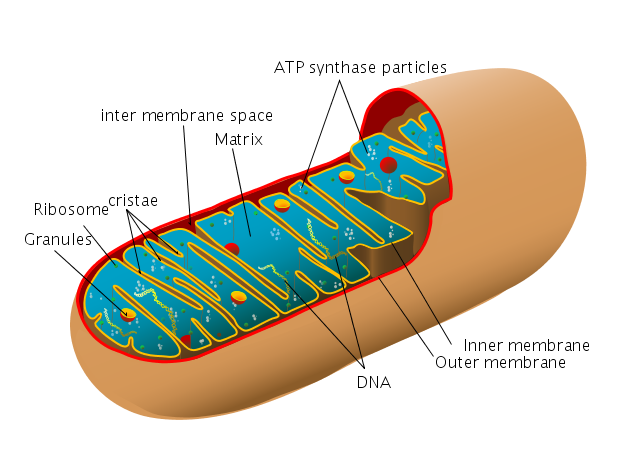 ATP synthase particles
inter membrane space
Matrix
cristae
Ribosome
Granules
Inner membrane
Outer membrane
DNA